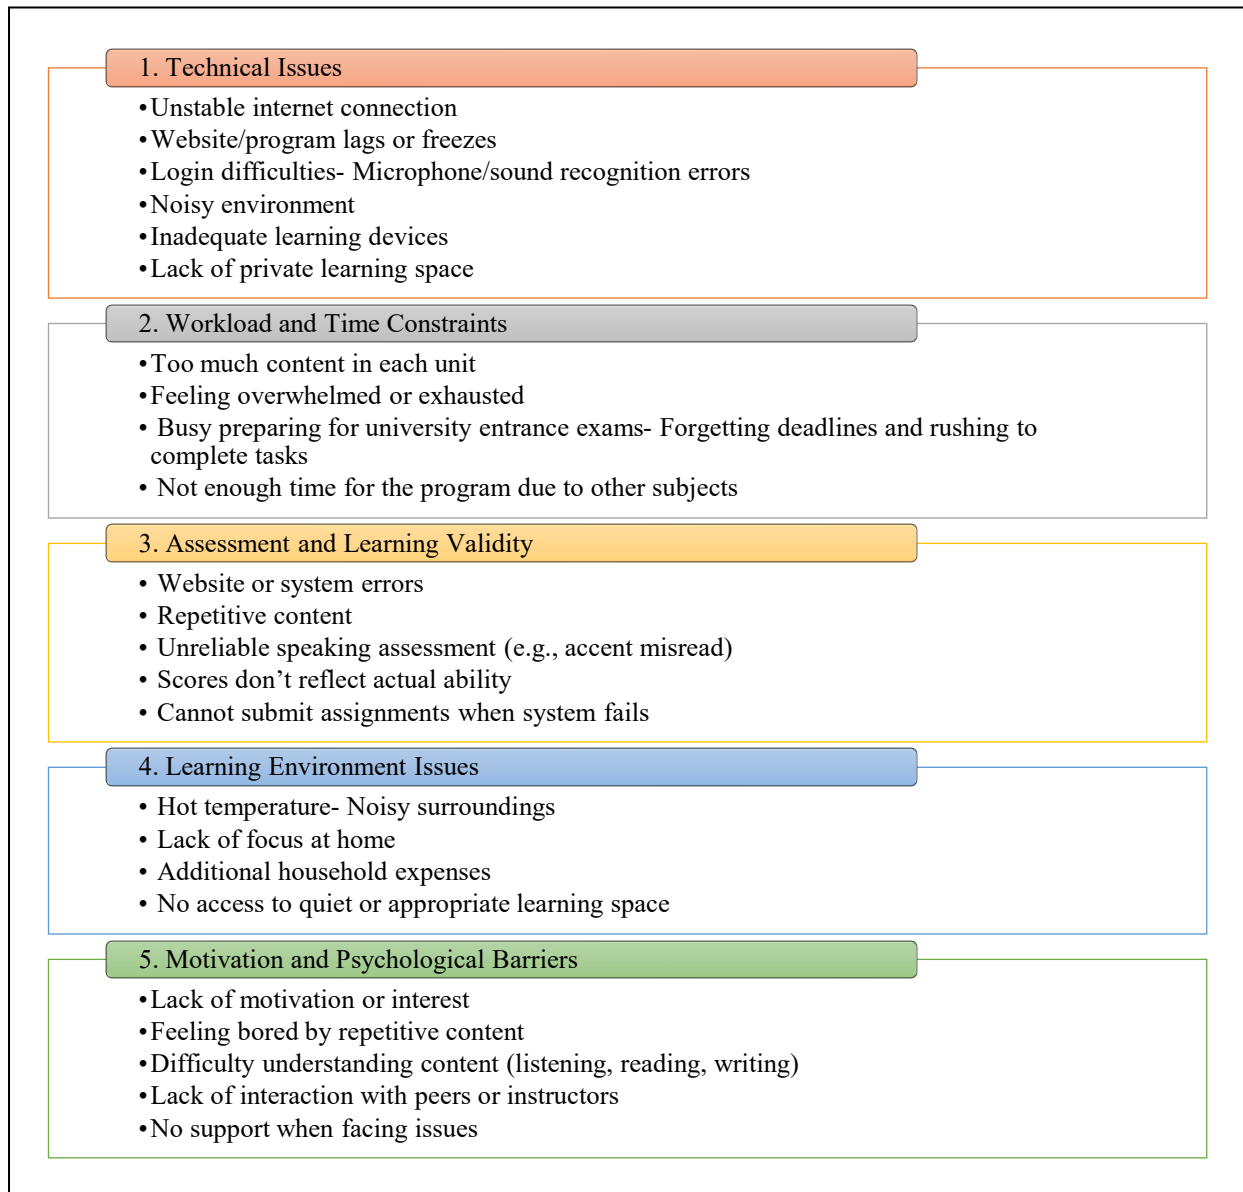 1. Technical Issues
•Unstable internet connection
•Website/program lags or freezes
•Login difficulties- Microphone/sound recognition errors
•Noisy environment
•Inadequate learning devices
•Lack of private learning space
2. Workload and Time Constraints
•Too much content in each unit
•Feeling overwhelmed or exhausted
• Busy preparing for university entrance exams- Forgetting deadlines and rushing to
complete tasks
• Not enough time for the program due to other subjects
3. Assessment and Learning Validity
• Website or system errors
• Repetitive content
• Unreliable speaking assessment (e.g., accent misread)
• Scores don’t reflect actual ability
• Cannot submit assignments when system fails
4. Learning Environment Issues
• Hot temperature- Noisy surroundings
• Lack of focus at home
• Additional household expenses
• No access to quiet or appropriate learning space
5. Motivation and Psychological Barriers
•Lack of motivation or interest
•Feeling bored by repetitive content
•Difficulty understanding content (listening, reading, writing)
•Lack of interaction with peers or instructors
•No support when facing issues